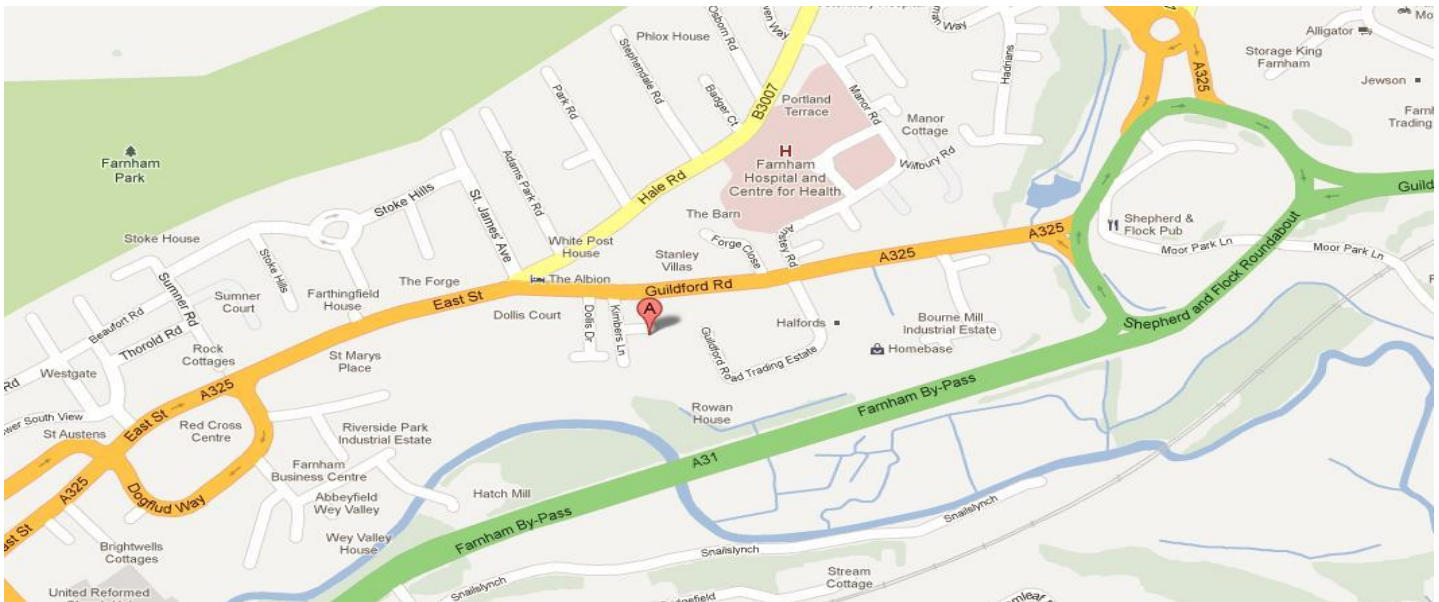 Phlox House
Osborn Rd
Stephendale Rd
Badger Ct
B3007
Park Rd
Adams Park Rd
St. James' Ave
Hale Rd
Portland
Terrace
Manor Rd
Manor
Cottage
Hadnans
Wilbury Rd
H
Farnham
Hospital and
Centre for Health
A325
Alligator
Storage King
Farnham
Jewson
Farnham
Park
Stoke Hills
Stoke House
Stoke Hills
Sumner Rd
Sumner
Court
Farthingfield
House
The Forge
White Post
House
The Albion
The Barn
Stanley
Villas
Forge Close
Anstey Rd
A325
A325
Guildford Rd
East St
Shepherd &
Flock Pub
Moor Park Ln
Moor Park Ln
Shepherd and Flock Roundabout
Beaufort Rd
Thorold Rd
Rock
Cottages
Westgate
St Marys
Place
Dollis Court
Dollis Dr
Kimbers Ln
A
Guildford Road Trading Estate
Halfords
Bourne Mill
Industrial Estate
Homebase
Rowan
House
Farnham By-Pass
A31
A325
East St
St Austens
Red Cross
Centre
Riverside Park
Industrial Estate
Farnham
Business Centre
Abbeyfield
Wey Valley
Hatch Mill
Wey Valley
House
Dogflud Way
A325
Brightwells
Cottages
United Reformed
Farnham By-Pass
Snailslynch
Snailslynch
Snailslynch
Stream
Cottage